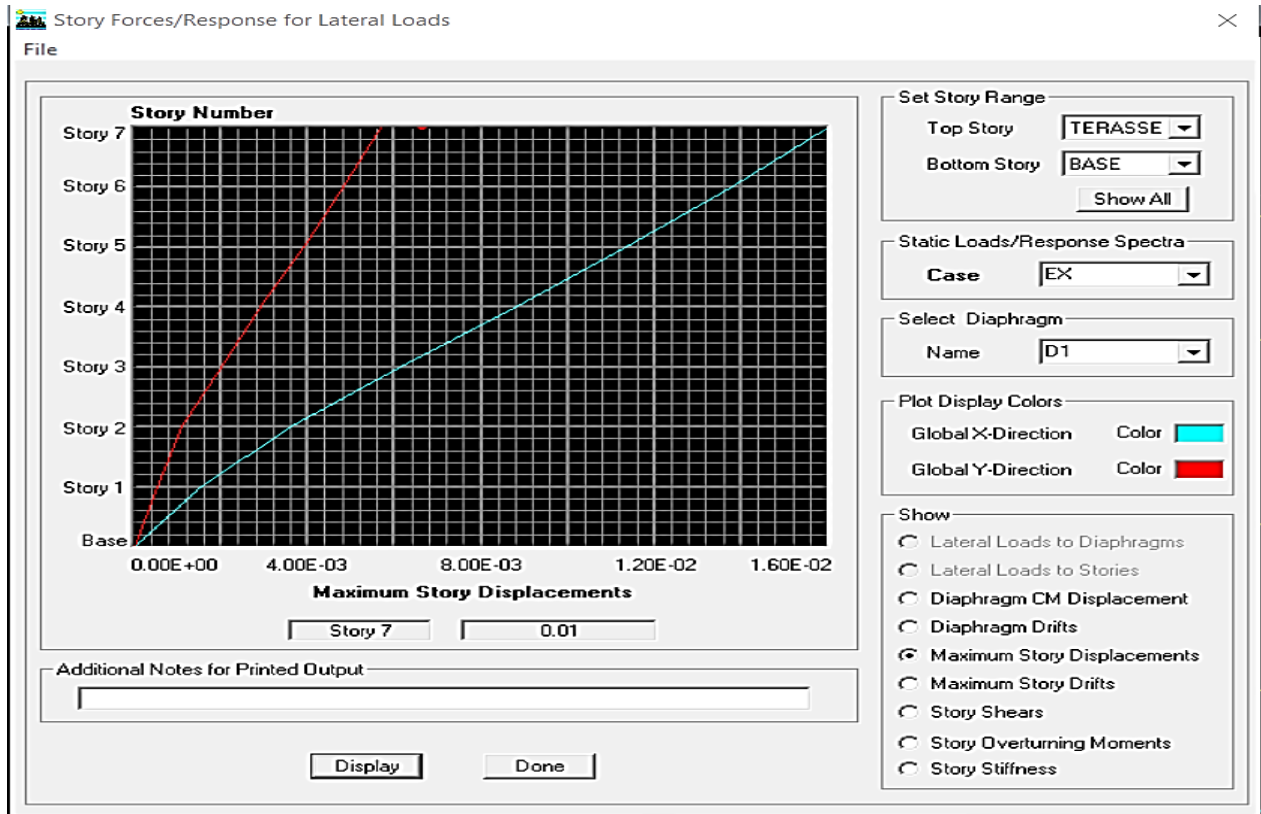 Story Forces/Response for Lateral Loads
File
Story Number
Story 7
Story 6
Story 5
Story 4
Story 3
Story 2
Story 1
Base
0.00E+00 4.00E-03 8.00E-03 1.20E-02 1.60E-02
Maximum Story Displacements
Story 7 0.01
Additional Notes for Printed Output
Display Done
Set Story Range
Top Story TERASSE
Bottom Story BASE
Show All
Static Loads/Response Spectra
Case EX
Select Diaphragm
Name D1
Plot Display Colors
Global X-Direction Color
Global Y-Direction Color
Show
Lateral Loads to Diaphragms
Lateral Loads to Stories
Diaphragm CM Displacement
Diaphragm Drifts
Maximum Story Displacements
Maximum Story Drifts
Story Shears
Story Overturning Moments
Story Stiffness